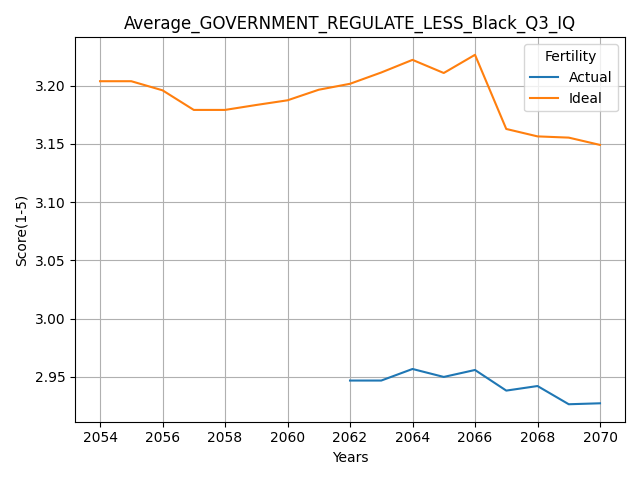 Average_GOVERNMENT_REGULATE_LESS_Black_Q3_IQ
Fertility
Actual
Ideal
Score(1-5)
3.20
3.15
3.10
3.05
3.00
2.95
2054 2056 2058 2060 2062 2064 2066 2068 2070
Years